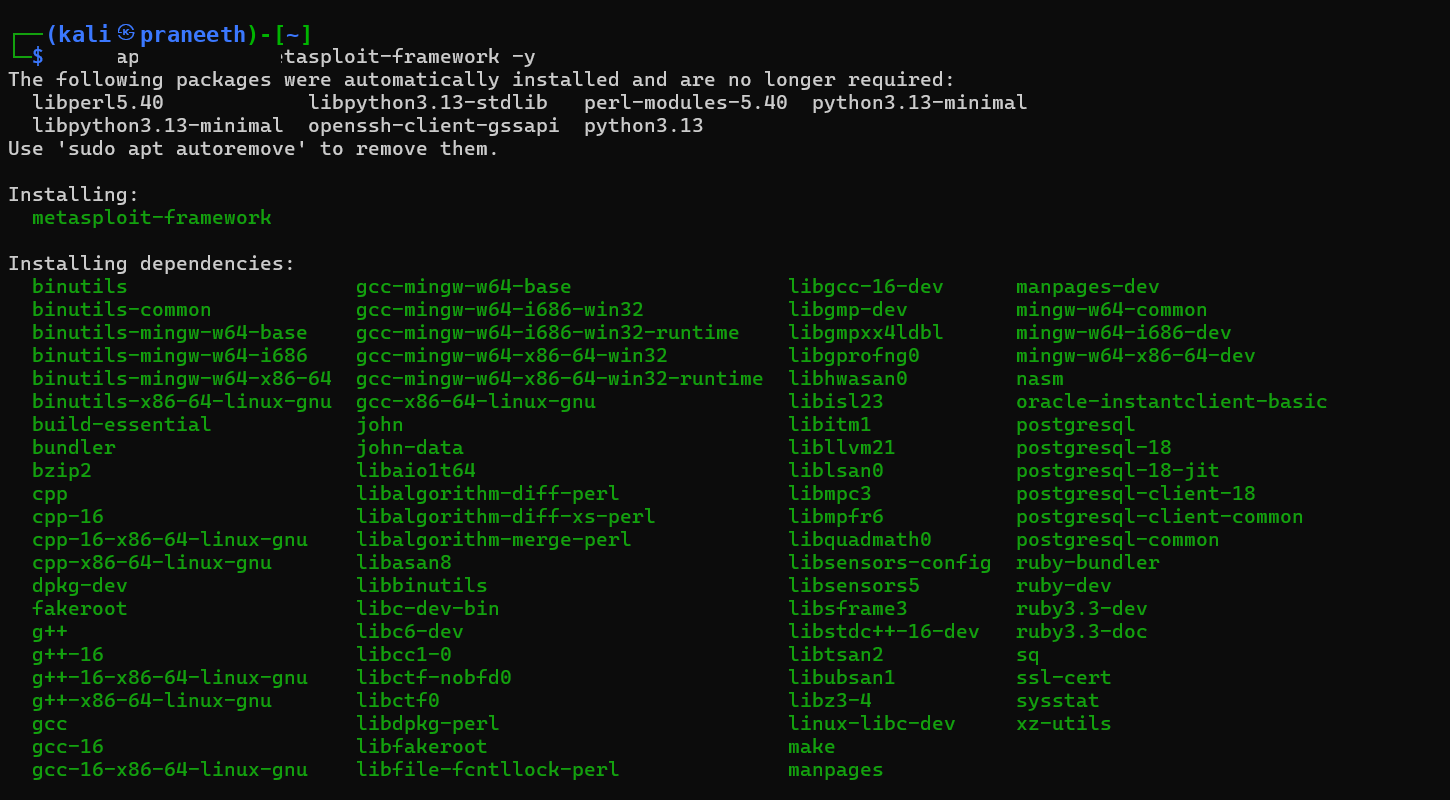 ┌──(kali㉿praneeth)-[~]
└─$ ap tasploit-framework -y
The following packages were automatically installed and are no longer required:
libperl5.40 libpython3.13-stdlib perl-modules-5.40 python3.13-minimal
libpython3.13-minimal openssh-client-gssapi python3.13
Use 'sudo apt autoremove' to remove them.
Installing:
metasploit-framework
Installing dependencies:
binutils gcc-mingw-w64-base libgcc-16-dev manpages-dev
binutils-common gcc-mingw-w64-i686-win32 libgmp-dev mingw-w64-common
binutils-mingw-w64-base gcc-mingw-w64-i686-win32-runtime libgmpxx4ldbl mingw-w64-i686-dev
binutils-mingw-w64-i686 gcc-mingw-w64-x86-64-win32 libgprofng0 mingw-w64-x86-64-dev
binutils-mingw-w64-x86-64 gcc-mingw-w64-x86-64-win32-runtime libhwasan0 nasm
binutils-x86-64-linux-gnu gcc-x86-64-linux-gnu libisl23 oracle-instantclient-basic
build-essential john libitm1 postgresql
bundler john-data libllvm21 postgresql-18
bzip2 libaio1t64 liblsan0 postgresql-18-jit
cpp libalgorithm-diff-perl libmpc3 postgresql-client-18
cpp-16 libalgorithm-diff-xs-perl libmpfr6 postgresql-client-common
cpp-16-x86-64-linux-gnu libalgorithm-merge-perl libquadmath0 postgresql-common
cpp-x86-64-linux-gnu libasan8 libsensors-config ruby-bundler
dpkg-dev libbinutils libsensors5 ruby-dev
fakeroot libc-dev-bin libsframe3 ruby3.3-dev
g++ libc6-dev libstdc++-16-dev ruby3.3-doc
g++-16 libcc1-0 libtsan2 sq
g++-16-x86-64-linux-gnu libctf-nobfd0 libubsan1 ssl-cert
g++-x86-64-linux-gnu libctf0 libz3-4 sysstat
gcc libdpkg-perl linux-libc-dev xz-utils
gcc-16 libfakeroot make
gcc-16-x86-64-linux-gnu libfile-fcntllock-perl manpages